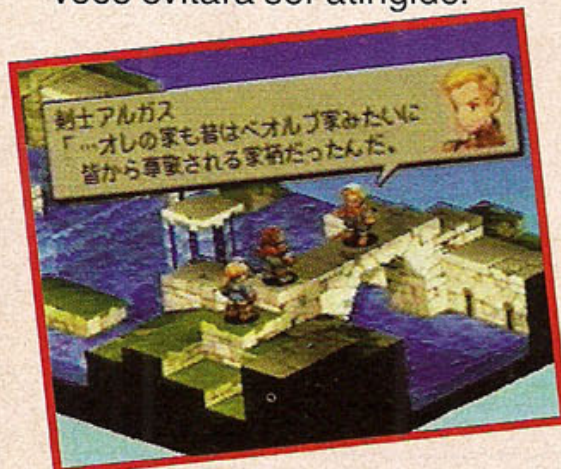 Você evitará ser atingido.
剣士アルガス
「…オレの家も昔はベオルブ家みたいに
皆から尊敬される家柄だったんだ。